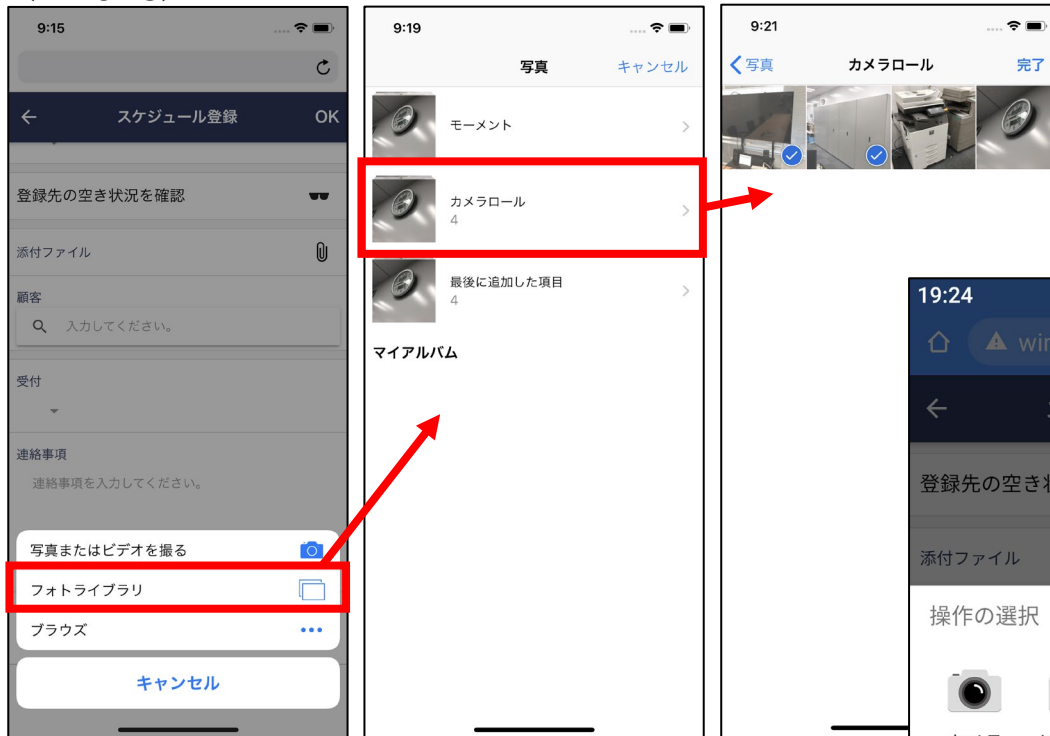 9:15
スケジュール登録
OK
登録先の空き状況を確認
添付ファイル
顧客
入力してください。
受付
連絡事項
連絡事項を入力してください。
写真またはビデオを撮る
フォトライブラリ
ブラウズ
キャンセル
9:19
写真
キャンセル
モーメント
カメラロール
4
最後に追加した項目
4
マイアルバム
9:21
写真
カメラロール
完了
19:24
登録先の空き
添付ファイル
操作の選択